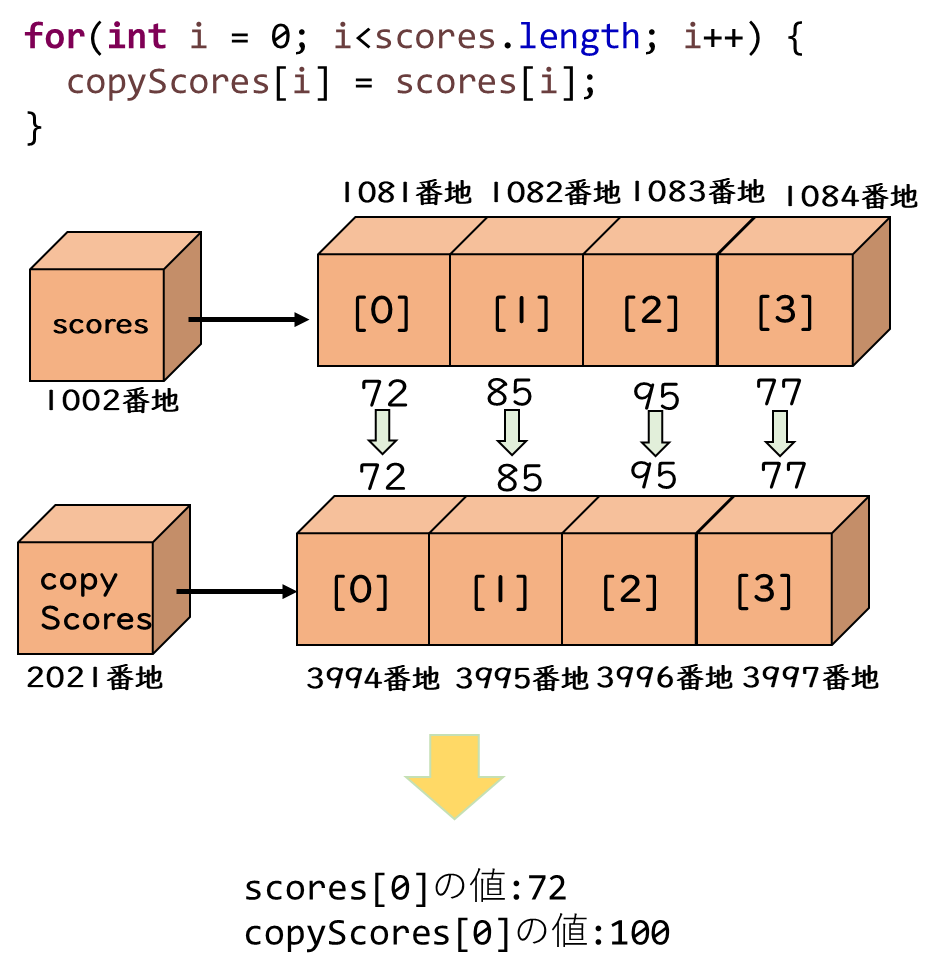 for(int i = 0; i<scores.length; i++) {
  copyScores[i] = scores[i];
}
1081番地 1082番地 1083番地 1084番地
scores [0] [1] [2] [3]
1002番地
72 85 95 77
72 85 95 77
copy
Scores
[0] [1] [2] [3]
2021番地 3994番地 3995番地 3996番地 3997番地
scores[0]の値:72
copyScores[0]の値:100